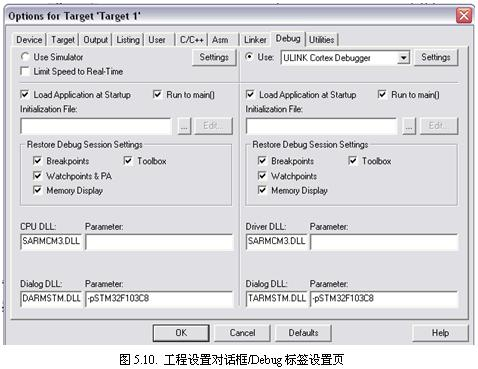 Options for Target 'Target 1'
Device Target Output Listing User C/C++ Asm Linker Debug Utilities
Use Simulator Settings Use: ULINK Cortex Debugger Settings
Limit Speed to Real-Time
Load Application at Startup Run to main() Load Application at Startup Run to main()
Initialization File: Initialization File:
... Edit... ... Edit...
Restore Debug Session Settings Restore Debug Session Settings
Breakpoints Toolbox Breakpoints Toolbox
Watchpoints & PA Watchpoints
Memory Display Memory Display
CPU DLL: Parameter: Driver DLL: Parameter:
SARMCM3.DLL SARMCM3.DLL
Dialog DLL: Parameter: Dialog DLL: Parameter:
DARMSTM.DLL -pSTM32F103C8 TARMSTM.DLL -pSTM32F103C8
OK Cancel Defaults Help
图 5.10. 工程设置对话框/Debug 标签设置页